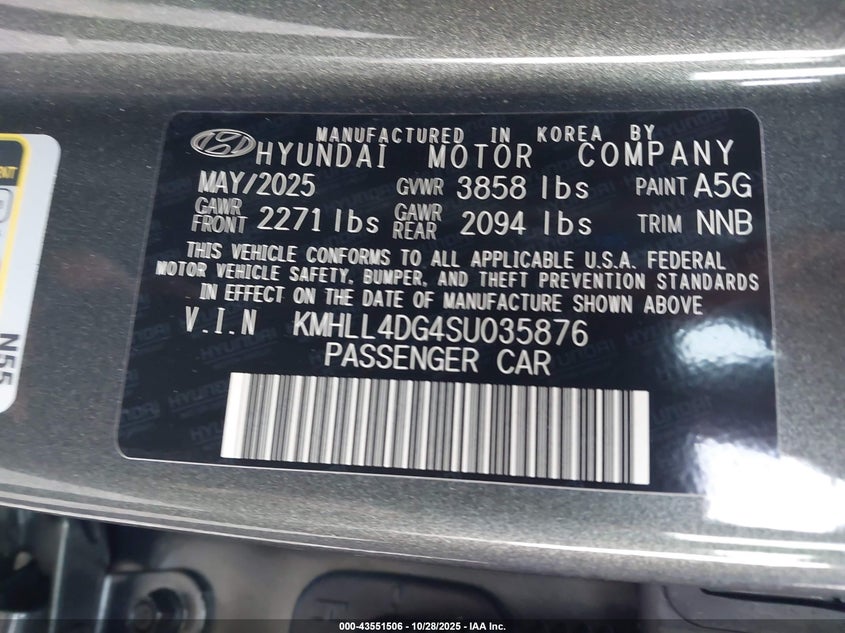 MANUFACTURED IN KOREA BY
HYUNDAI MOTOR COMPANY
MAY/2025 GVWR 3858 lbs PAINT A5G
GAWR FRONT 2271 lbs GAWR REAR 2094 lbs TRIM NNB
THIS VEHICLE CONFORMS TO ALL APPLICABLE U.S.A. FEDERAL
MOTOR VEHICLE SAFETY, BUMPER, AND THEFT PREVENTION STANDARDS
IN EFFECT ON THE DATE OF MANUFACTURE SHOWN ABOVE
V.I.N KMHLL4DG4SU035876
PASSENGER CAR
N55
000-43551506 | 10/28/2025 - IAA Inc.